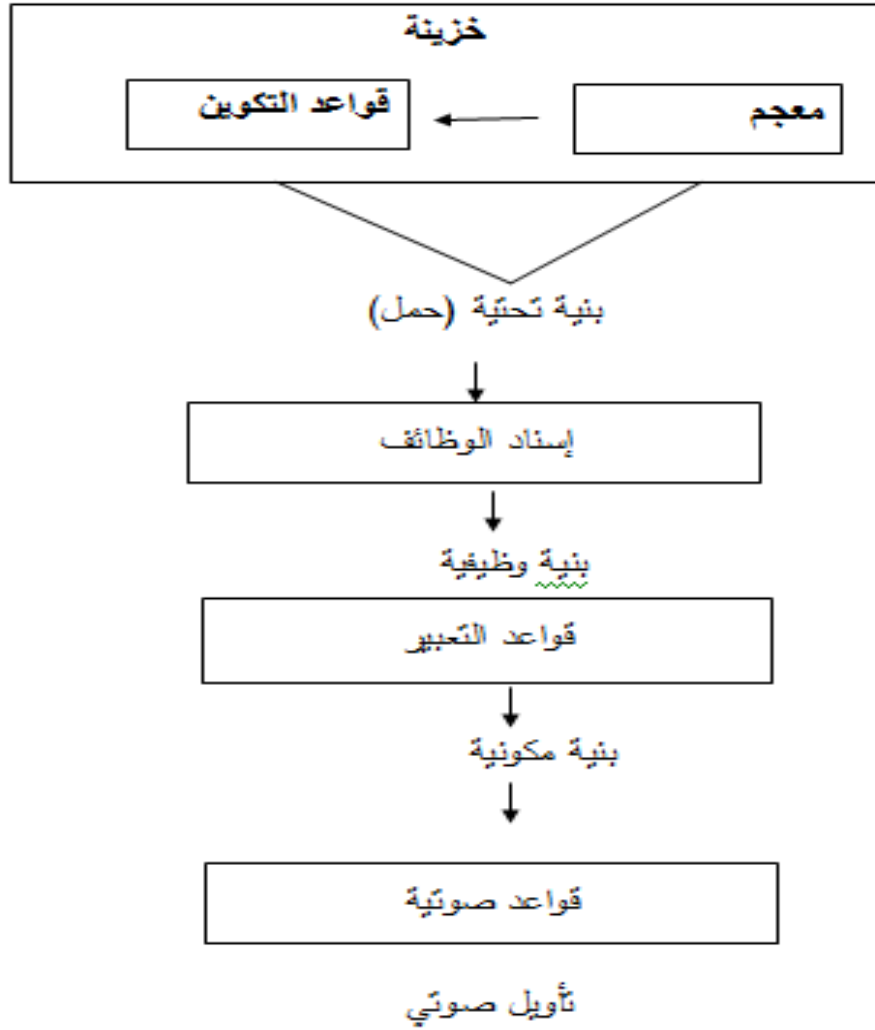 خزينة
معجم
قواعد التكوين
بنية تحتية (حمل)
إسناد الوظائف
بنية وظيفية
قواعد التعبير
بنية مكونية
قواعد صوتية
تأويل صوتي